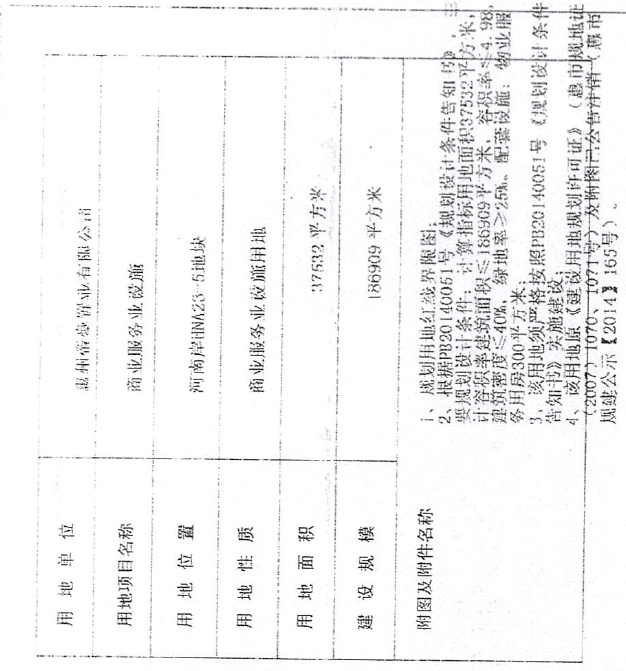 用地单位 惠州帝景置业有限公司
用地项目名称 商业服务业设施
用地位置 河南岸HNA23-5地块
用地性质 商业服务业设施用地
用地面积 37532平方米
建设规模 186909平方米
附图及附件名称
1、规划用地红线界限图;
2、根据PB20140051号《规划设计条件告知书》,主
要规划设计条件:计算指标用地面积37532平方米,
计容积率建筑面积≤186909平方米,容积率≤4.98,
建筑密度≤40%,绿地率≥25%。配套设施:物业服
务用房300平方米;
3、该用地须严格按照PB20140051号《规划设计条件
告知书》实施建设;
4、该用地原《建设用地规划许可证》(惠市规地证
(2007)1070、1071号)及附图已公告注销(惠市
规建公示【2014】165号)。